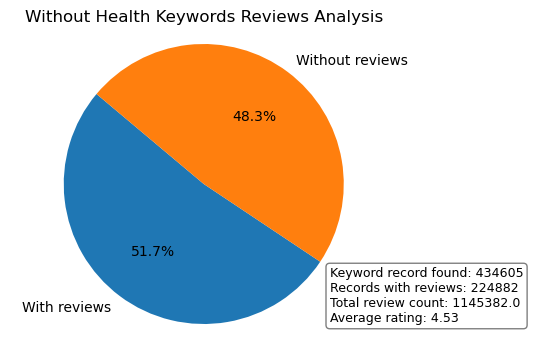 Without Health Keywords Reviews Analysis
Without reviews
48.3%
51.7%
With reviews
Keyword record found: 434605
Records with reviews: 224882
Total review count: 1145382.0
Average rating: 4.53